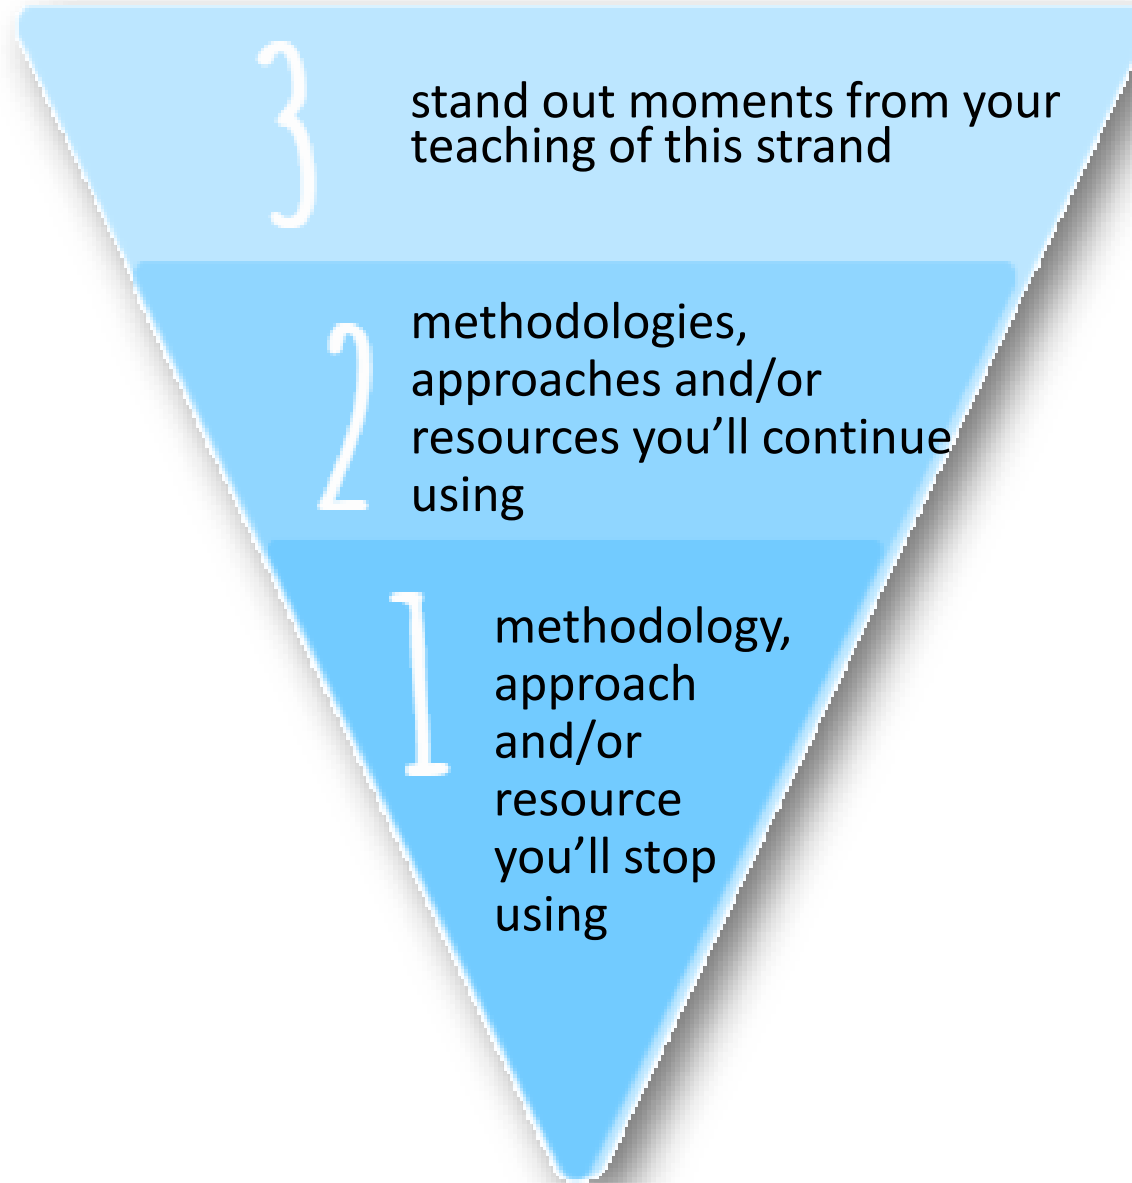 3
stand out moments from your
teaching of this strand
2
methodologies,
approaches and/or
resources you’ll continue
using
1
methodology,
approach
and/or
resource
you’ll stop
using